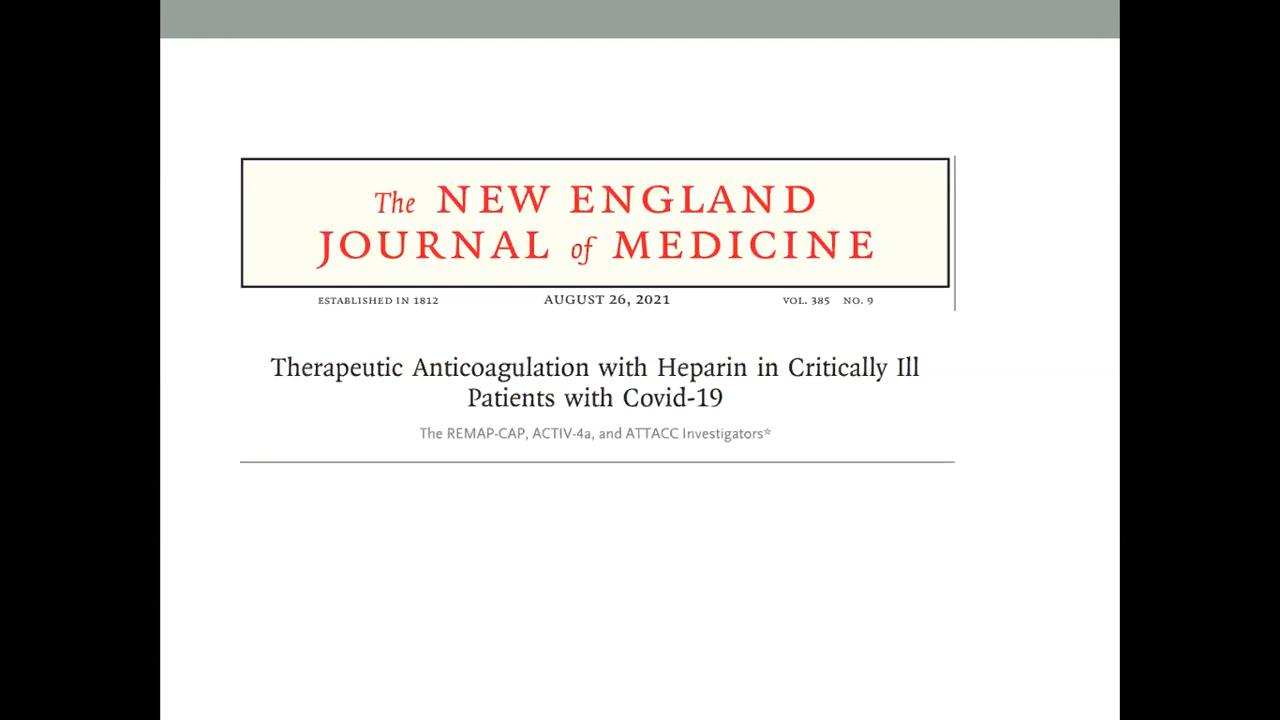 The NEW ENGLAND
JOURNAL of MEDICINE
ESTABLISHED IN 1812 AUGUST 26, 2021 VOL. 385 NO. 9
Therapeutic Anticoagulation with Heparin in Critically Ill
Patients with Covid-19
The REMAP-CAP, ACTIV-4a, and ATTACC Investigators*